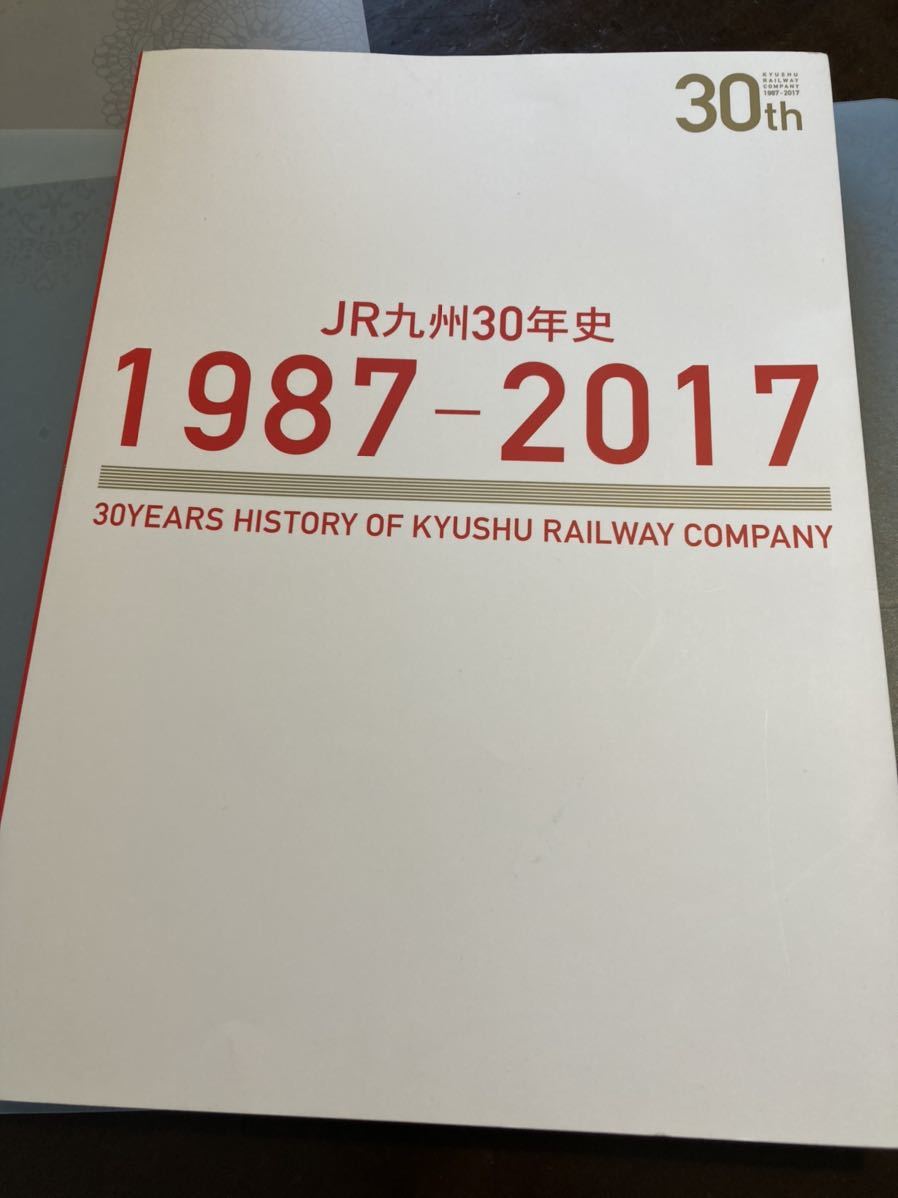 30th
KYUSHU
RAILWAY
COMPANY
1987-2017
JR九州30年史
1987-2017
30YEARS HISTORY OF KYUSHU RAILWAY COMPANY